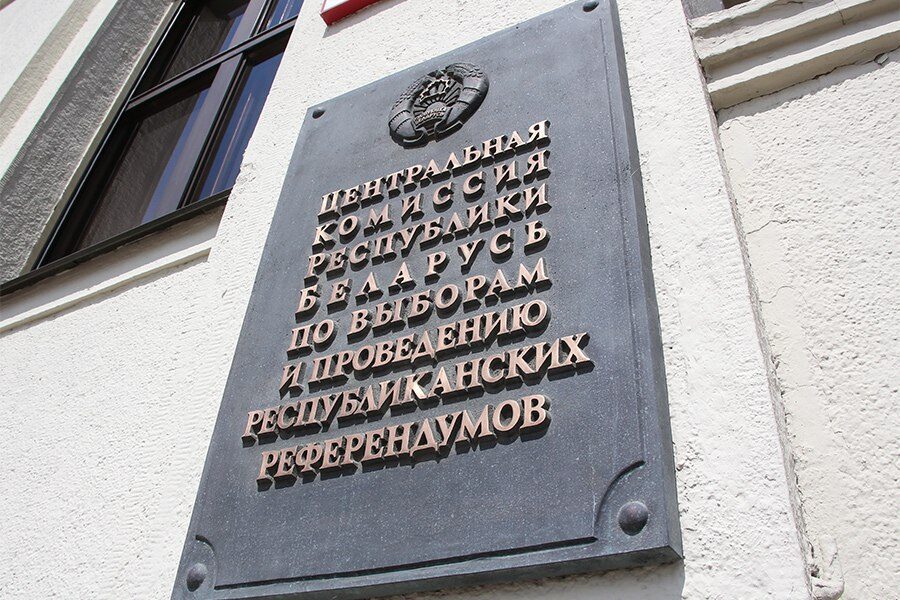 ЦЕНТРАЛЬНАЯ
КОМИССИЯ
РЕСПУБЛИКИ
БЕЛАРУСЬ
ПО ВЫБОРАМ
И ПРОВЕДЕНИЮ
РЕСПУБЛИКАНСКИХ
РЕФЕРЕНДУМОВ